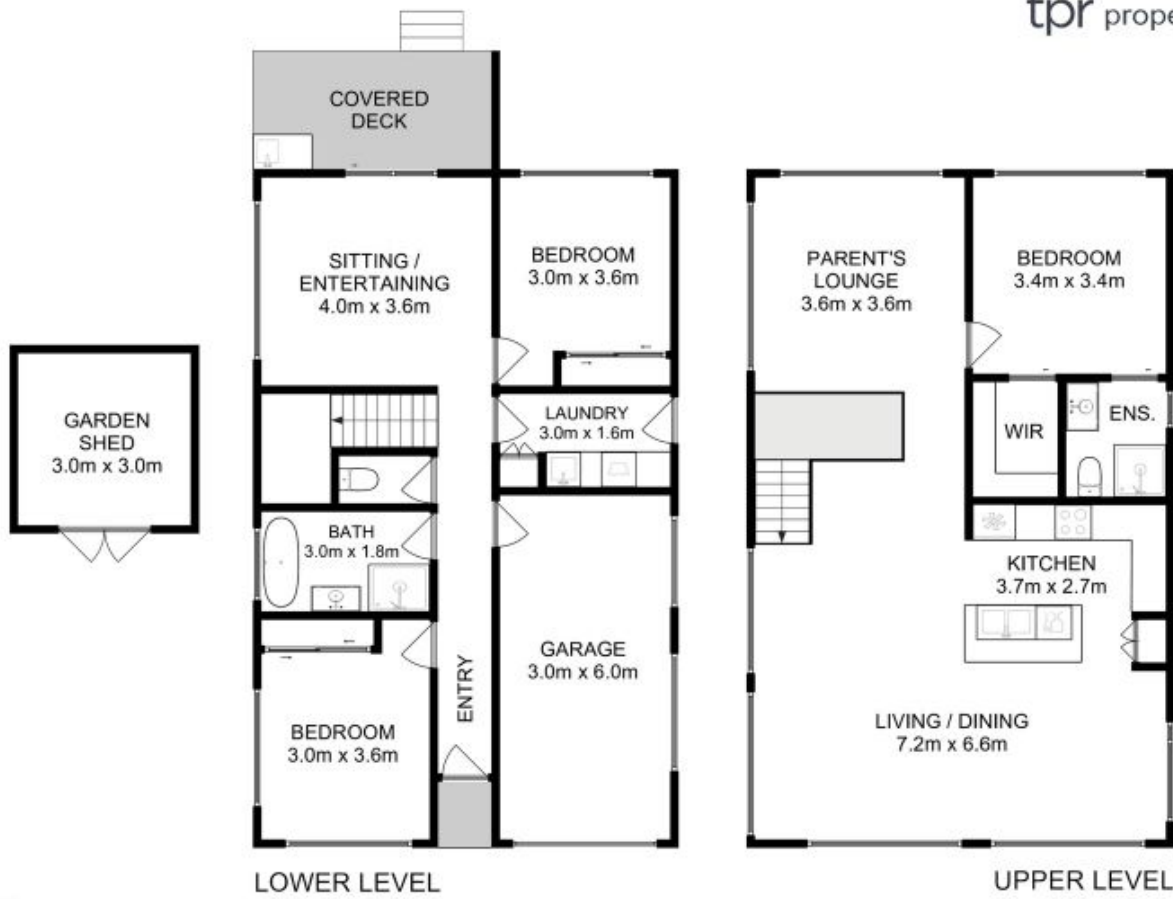 tpr prope
COVERED
DECK
SITTING /
ENTERTAINING
4.0m x 3.6m
BEDROOM
3.0m x 3.6m
PARENT'S
LOUNGE
3.6m x 3.6m
BEDROOM
3.4m x 3.4m
GARDEN
SHED
3.0m x 3.0m
LAUNDRY
3.0m x 1.6m
WIR
ENS.
BATH
3.0m x 1.8m
KITCHEN
3.7m x 2.7m
GARAGE
3.0m x 6.0m
ENTRY
BEDROOM
3.0m x 3.6m
LIVING / DINING
7.2m x 6.6m
LOWER LEVEL
UPPER LEVEL